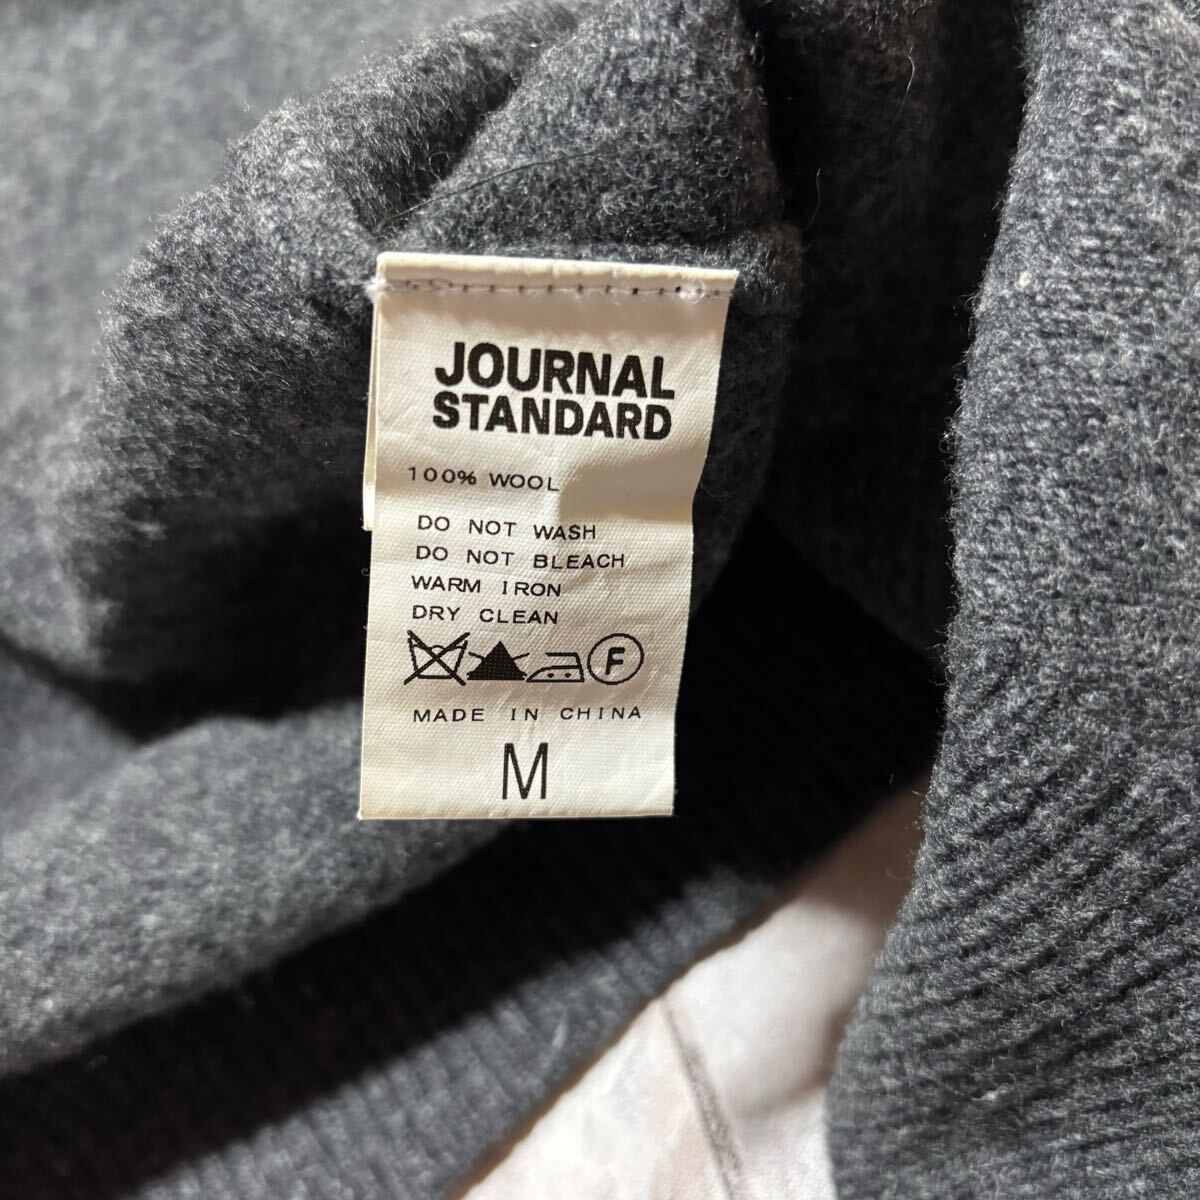 JOURNAL
STANDARD
100% WOOL
DO NOT WASH
DO NOT BLEACH
WARM IRON
DRY CLEAN
F
MADE IN CHINA
M